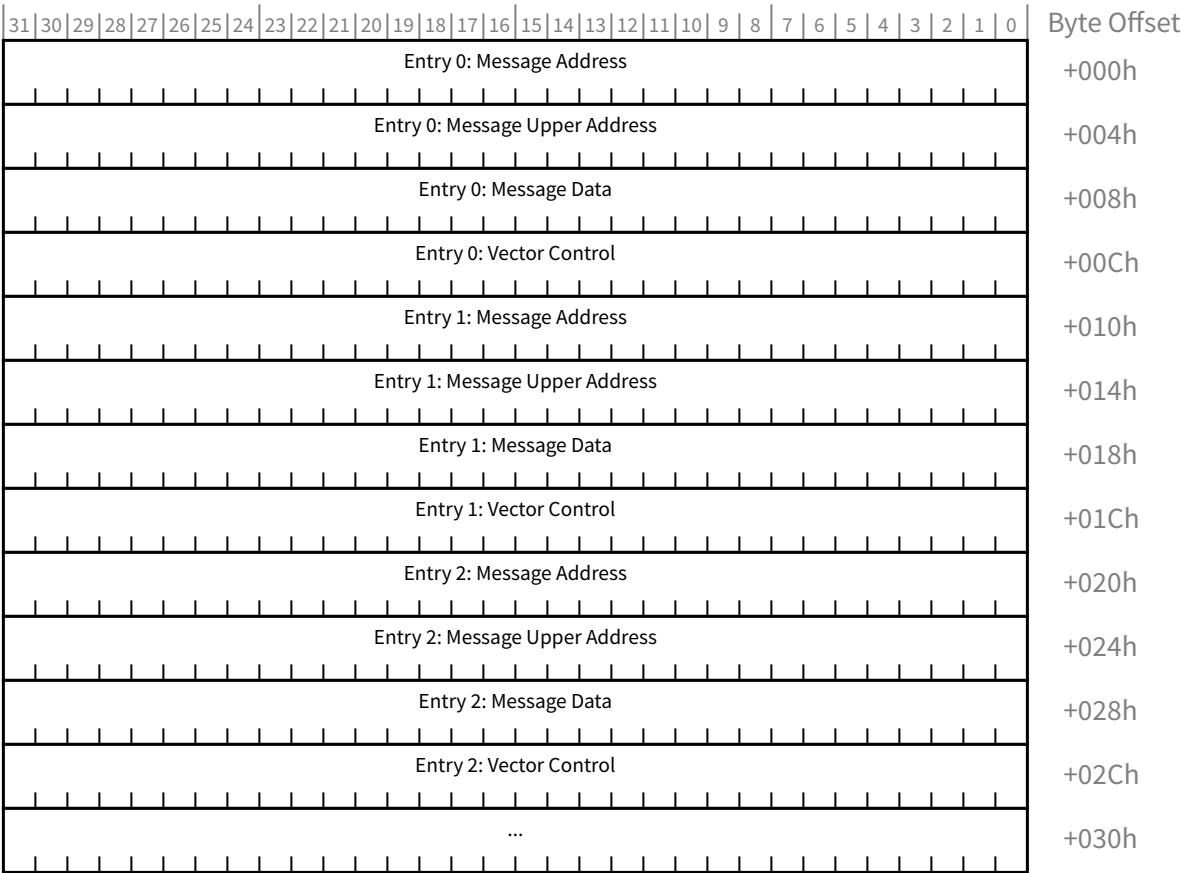 31 30 29 28 27 26 25 24 23 22 21 20 19 18 17 16 15 14 13 12 11 10 9 8 7 6 5 4 3 2 1 0 Byte Offset
Entry 0: Message Address +000h
Entry 0: Message Upper Address +004h
Entry 0: Message Data +008h
Entry 0: Vector Control +00Ch
Entry 1: Message Address +010h
Entry 1: Message Upper Address +014h
Entry 1: Message Data +018h
Entry 1: Vector Control +01Ch
Entry 2: Message Address +020h
Entry 2: Message Upper Address +024h
Entry 2: Message Data +028h
Entry 2: Vector Control +02Ch
... +030h